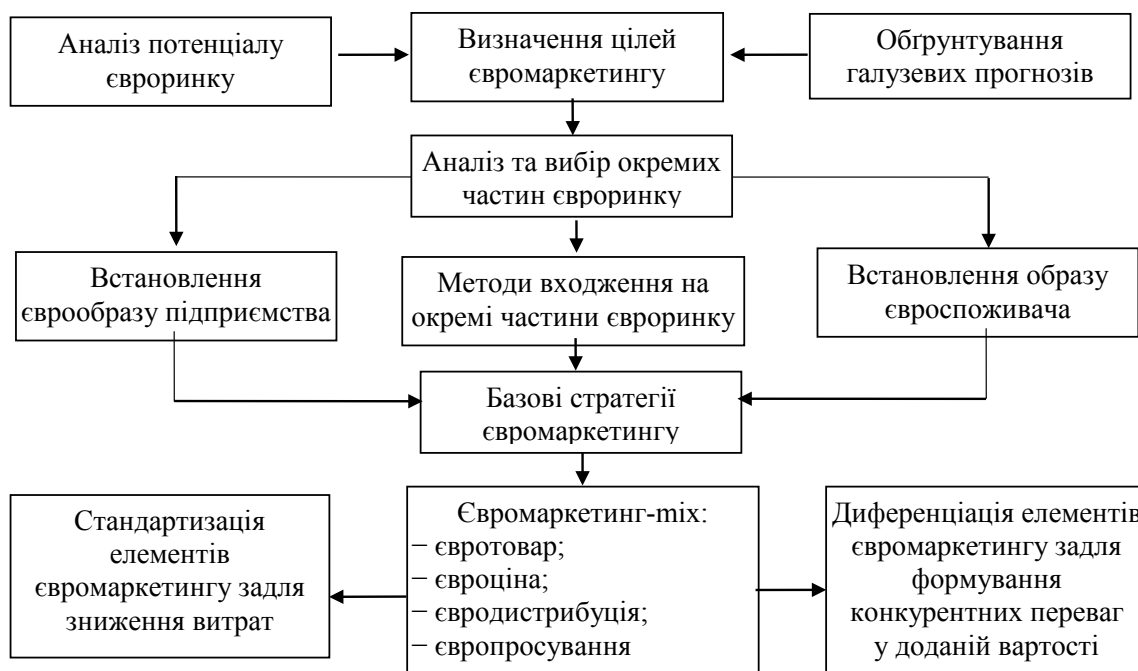 Аналіз потенціалу
євроринку
Визначення цілей
євромаркетингу
Обґрунтування
галузевих прогнозів
Аналіз та вибір окремих
частин євроринку
Встановлення
єврообразу підприємства
Методи входження на
окремі частини євроринку
Встановлення образу
євроспоживача
Базові стратегії
євромаркетингу
Стандартизація
елементів
євромаркетингу задля
зниження витрат
Євромаркетинг-mix:
− євротовар;
− євроціна;
− євродистрибуція;
− європросування
Диференціація елементів
євромаркетингу задля
формування
конкурентних переваг
у доданій вартості